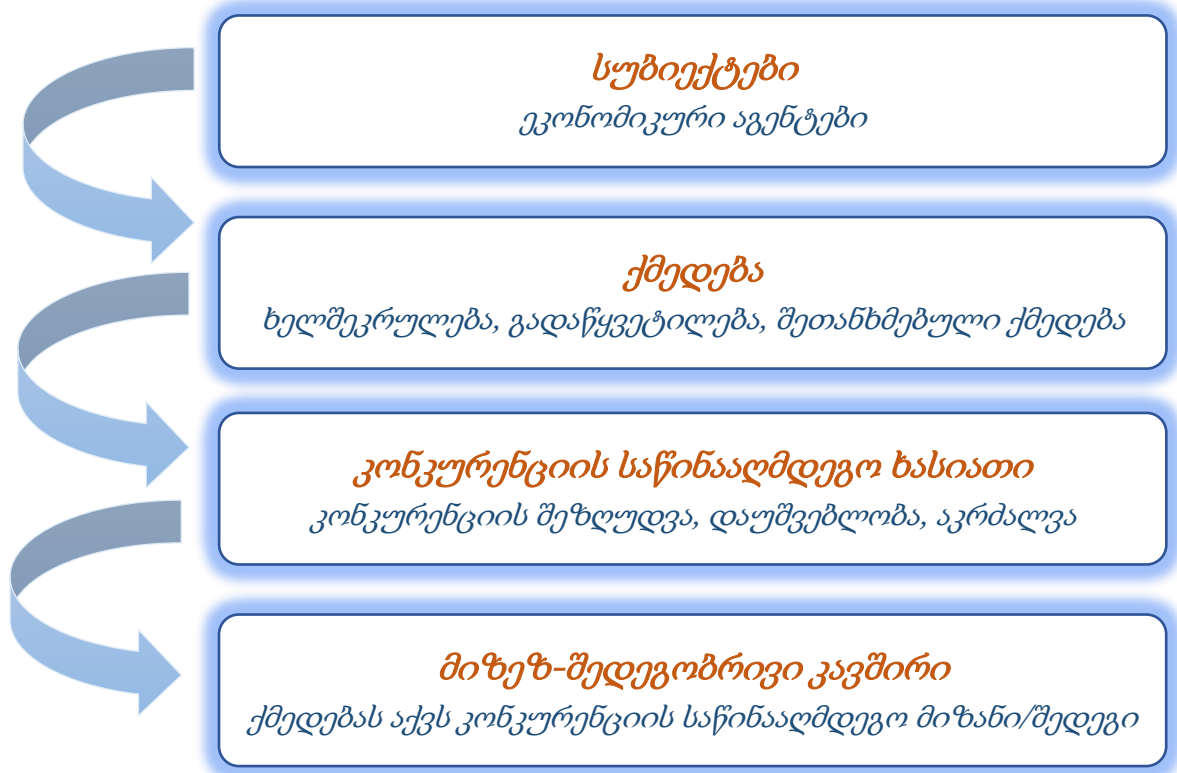 სუბიექტები
ეკონომიკური აგენტები
ქმედება
ხელშეკრულება, გადაწყვეტილება, შეთანხმებული ქმედება
კონკურენციის საწინააღმდეგო ხასიათი
კონკურენციის შეზღუდვა, დაუშვებლობა, აკრძალვა
მიზეზ-შედეგობრივი კავშირი
ქმედებას აქვს კონკურენციის საწინააღმდეგო მიზანი/შედეგი